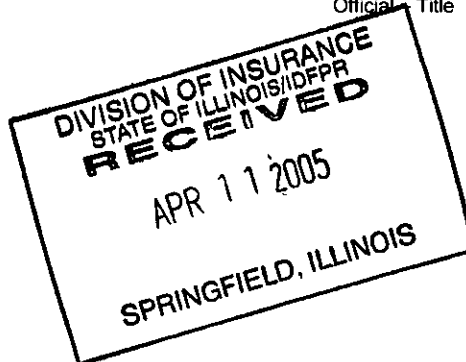 Official - Title
DIVISION OF INSURANCE
STATE OF ILLINOIS/IDFPR
RECEIVED
APR 11 2005
SPRINGFIELD, ILLINOIS